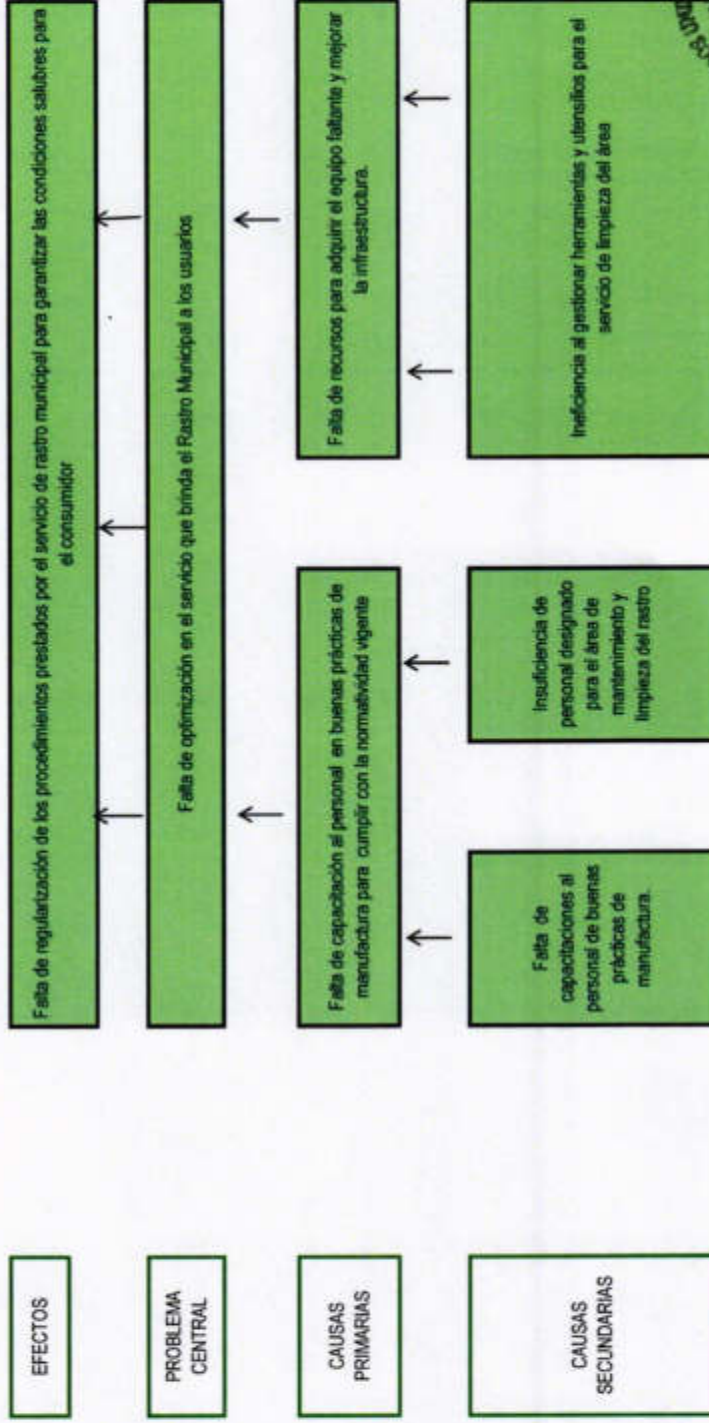 EFECTOS
Falta de regularización de los procedimientos prestados por el servicio de rastro municipal para garantizar las condiciones salubres para
el consumidor
PROBLEMA
CENTRAL
Falta de optimización en el servicio que brinda el Rastro Municipal a los usuarios
CAUSAS
PRIMARIAS
Falta de capacitación al personal en buenas prácticas de
manufactura para cumplir con la normatividad vigente
Falta de recursos para adquirir el equipo faltante y mejorar
la infraestructura.
CAUSAS
SECUNDARIAS
Falta de
capacitaciones al
personal de buenas
prácticas de
manufactura.
Insuficiencia de
personal designado
para el área de
mantenimiento y
limpieza del rastro
Ineficiencia al gestionar herramientas y utensilios para el
servicio de limpieza del área